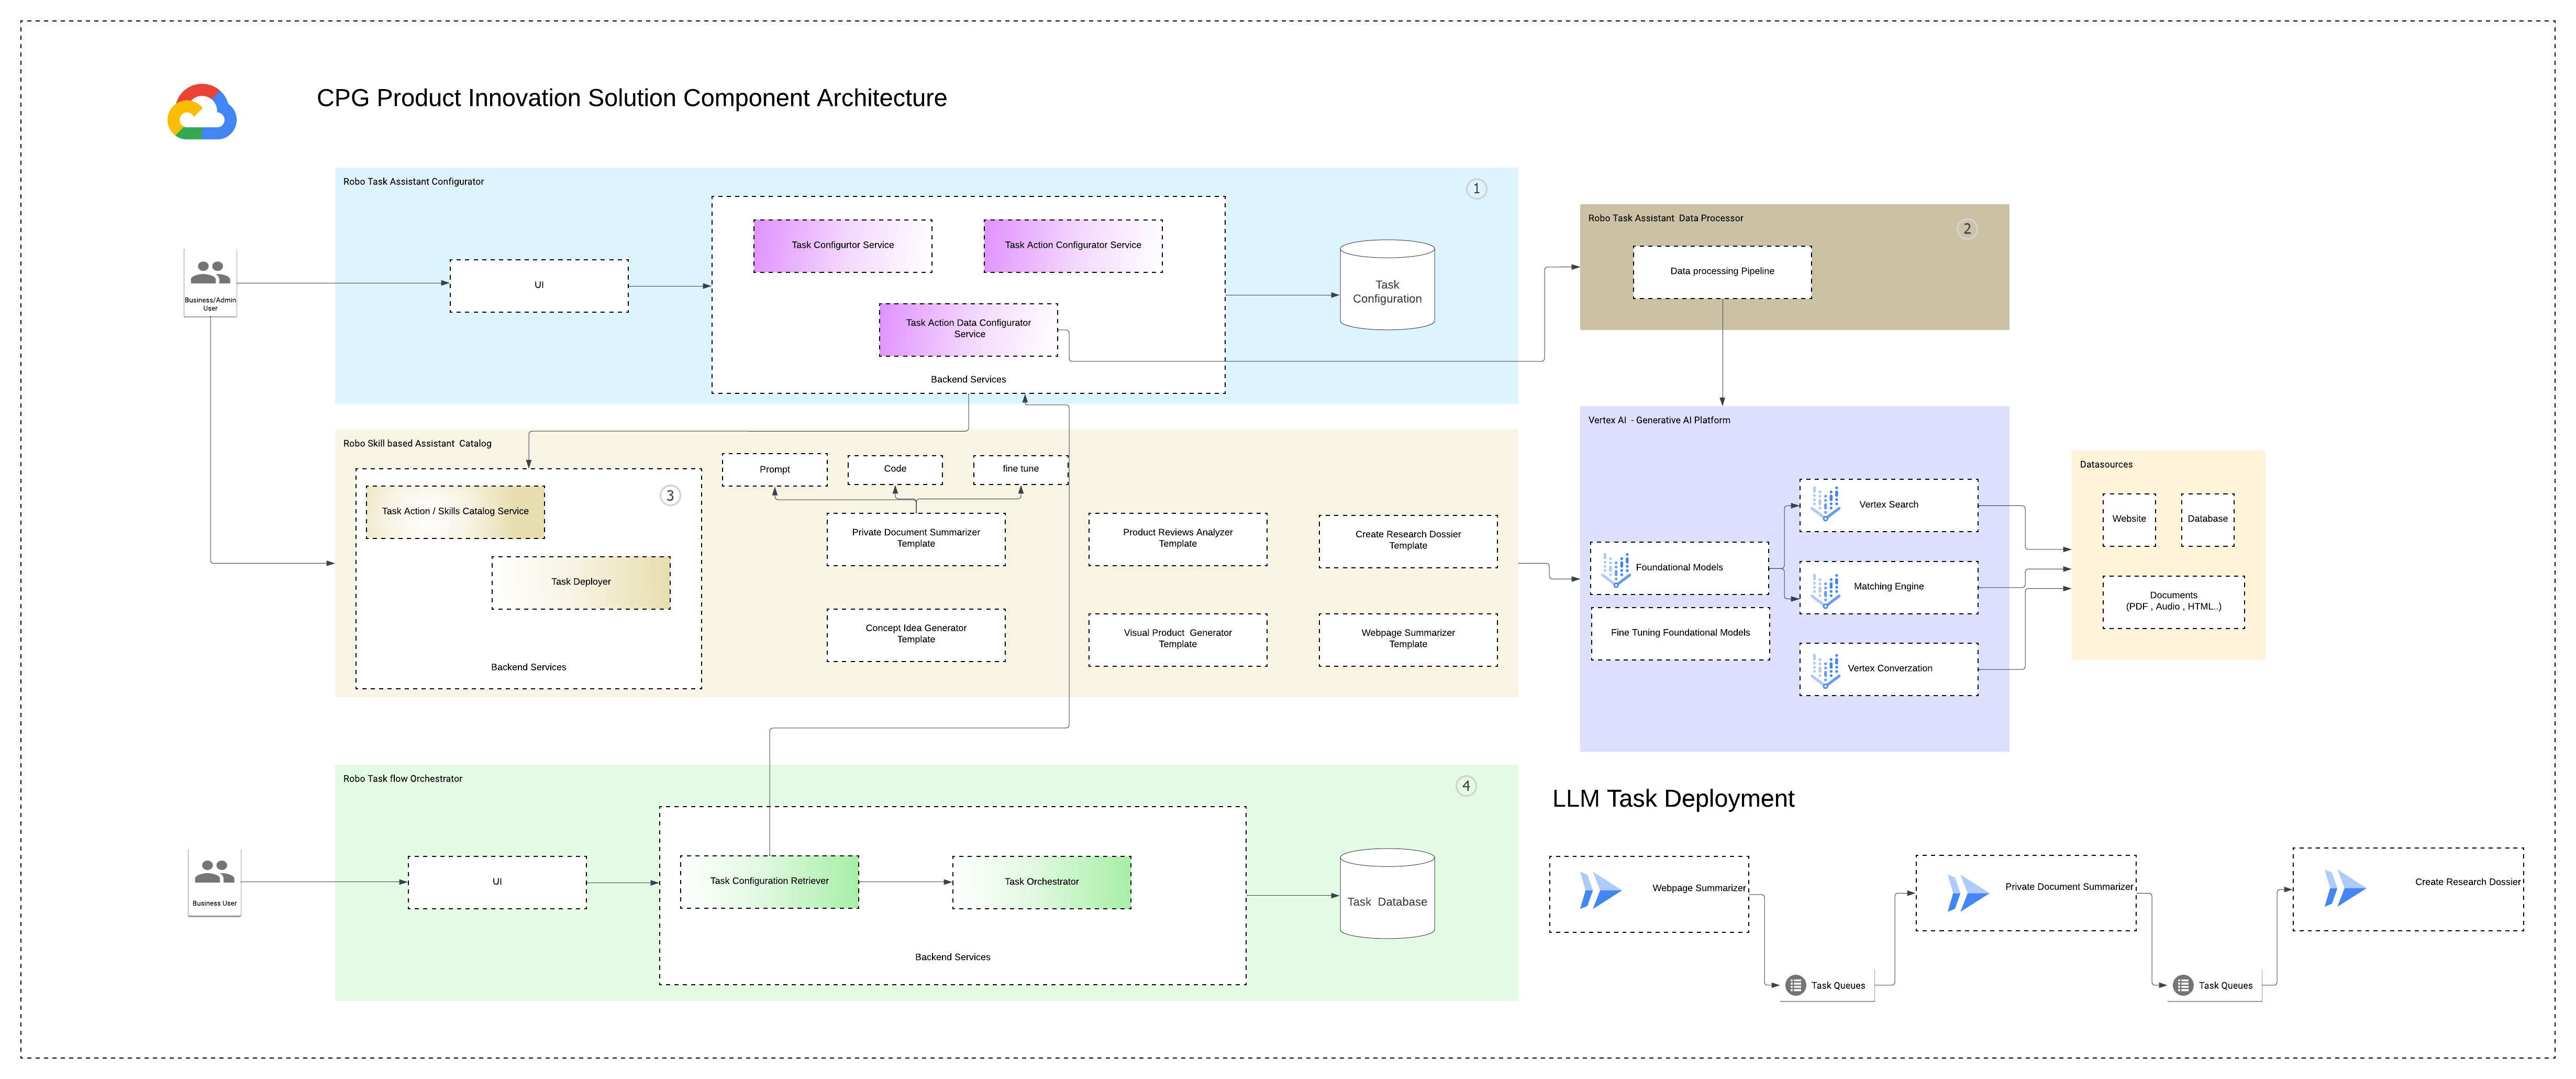 CPG Product Innovation Solution Component Architecture
Robo Task Assistant Configurator
1
Task Configurtor Service
Task Action Configurator Service
Business/Admin
User
UI
Task Action Data Configurator
Service
Backend Services
Task
Configuration
Robo Task Assistant  Data Processor
2
Data processing Pipeline
Robo Skill based Assistant  Catalog
3
Task Action / Skills Catalog Service
Task Deployer
Backend Services
Prompt
Code
fine tune
Private Document Summarizer
Template
Product Reviews Analyzer
Template
Create Research Dossier
Template
Concept Idea Generator
Template
Visual Product  Generator
Template
Webpage Summarizer
Template
Vertex AI  - Generative AI Platform
Vertex Search
Foundational Models
Matching Engine
Fine Tuning Foundational Models
Vertex Converzation
Datasources
Website
Database
Documents
(PDF , Audio , HTML..)
Robo Task flow Orchestrator
4
Business User
UI
Task Configuration Retriever
Task Orchestrator
Backend Services
Task  Database
LLM Task Deployment
Webpage Summarizer
Task Queues
Private Document Summarizer
Task Queues
Create Research Dossier